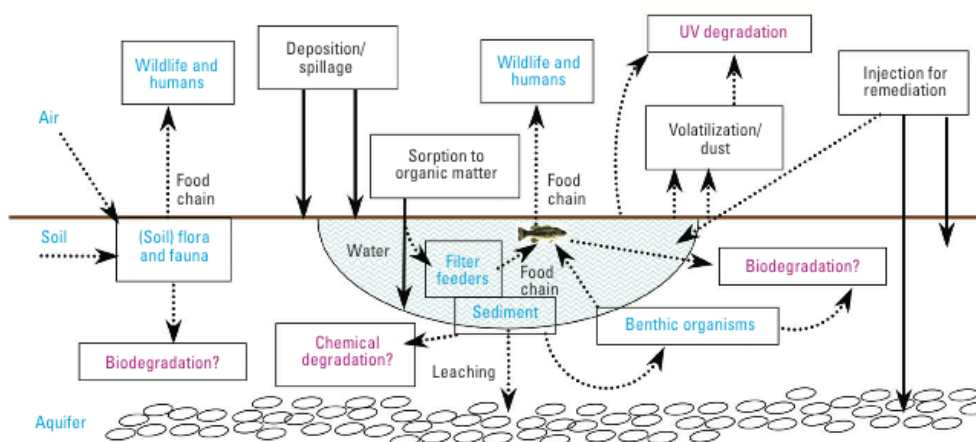 Wildlife and
humans
Deposition/
spillage
Wildlife and
humans
UV degradation
Injection for
remediation
Air
Volatilization/
dust
Sorption to
organic matter
Food
chain
Food
chain
Soil
(Soil) flora
and fauna
Water
Filter
feeders
Food
chain
Biodegradation?
Sediment
Benthic organisms
Chemical
degradation?
Biodegradation?
Leaching
Aquifer